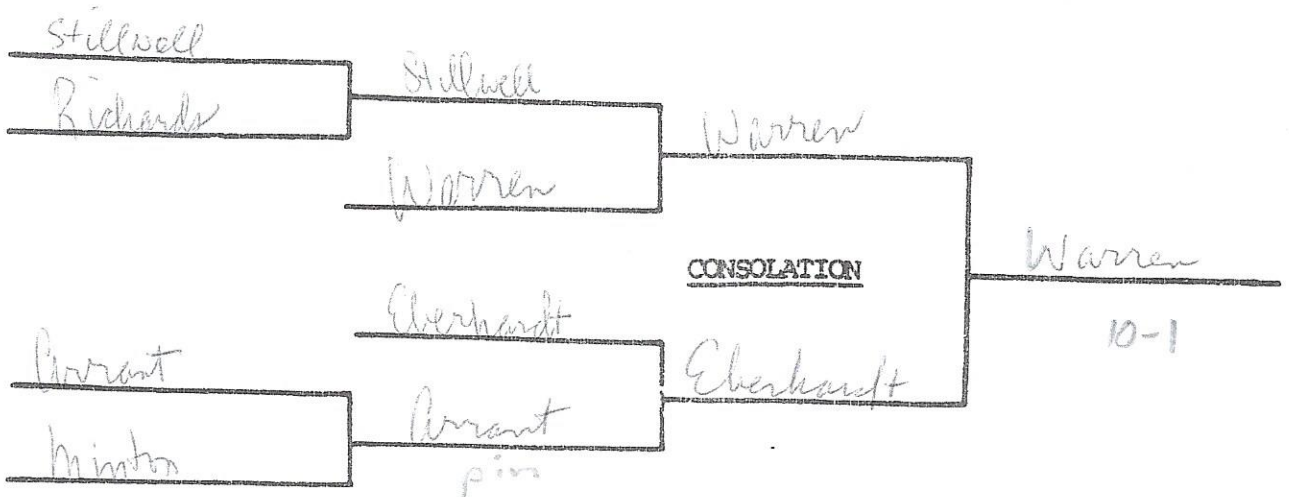 Stillwell
Stillwell
Richards
Warren
Warren
CONSOLATION
Warren
Eberhardt
10-1
Arrant
Eberhardt
Arrant
Minton
pin